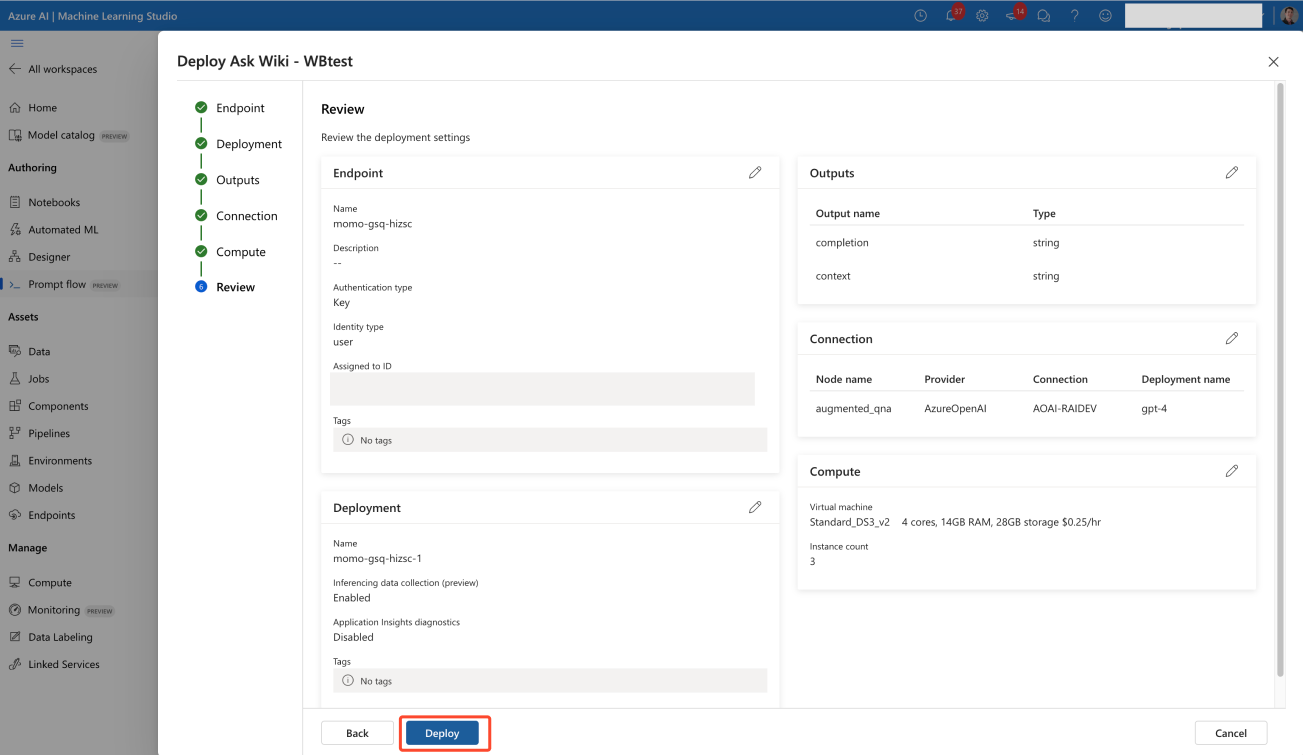 Azure AI | Machine Learning Studio
37
14
All workspaces
Home
Model catalog PREVIEW
Authoring
Notebooks
Automated ML
Designer
Prompt flow PREVIEW
Assets
Data
Jobs
Components
Pipelines
Environments
Models
Endpoints
Manage
Compute
Monitoring PREVIEW
Data Labeling
Linked Services
Deploy Ask Wiki - WBtest
Endpoint
Deployment
Outputs
Connection
Compute
6 Review
Review
Review the deployment settings
Endpoint
Name
momo-gsq-hizsc
Description
--
Authentication type
Key
Identity type
user
Assigned to ID
Tags
No tags
Deployment
Name
momo-gsq-hizsc-1
Inferencing data collection (preview)
Enabled
Application Insights diagnostics
Disabled
Tags
No tags
Outputs
Output name Type
completion string
context string
Connection
Node name Provider Connection Deployment name
augmented_qna AzureOpenAI AOAI-RAIDEV gpt-4
Compute
Virtual machine
Standard_DS3_v2 4 cores, 14GB RAM, 28GB storage $0.25/hr
Instance count
3
Back Deploy Cancel